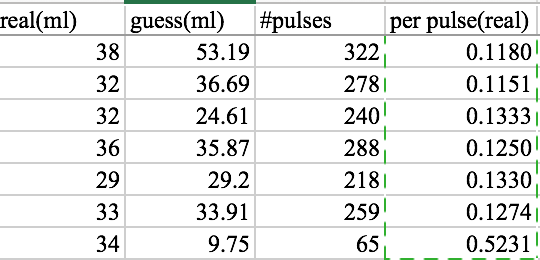 real(ml) guess(ml) #pulses per pulse(real)
38 53.19 322 0.1180
32 36.69 278 0.1151
32 24.61 240 0.1333
36 35.87 288 0.1250
29 29.2 218 0.1330
33 33.91 259 0.1274
34 9.75 65 0.5231